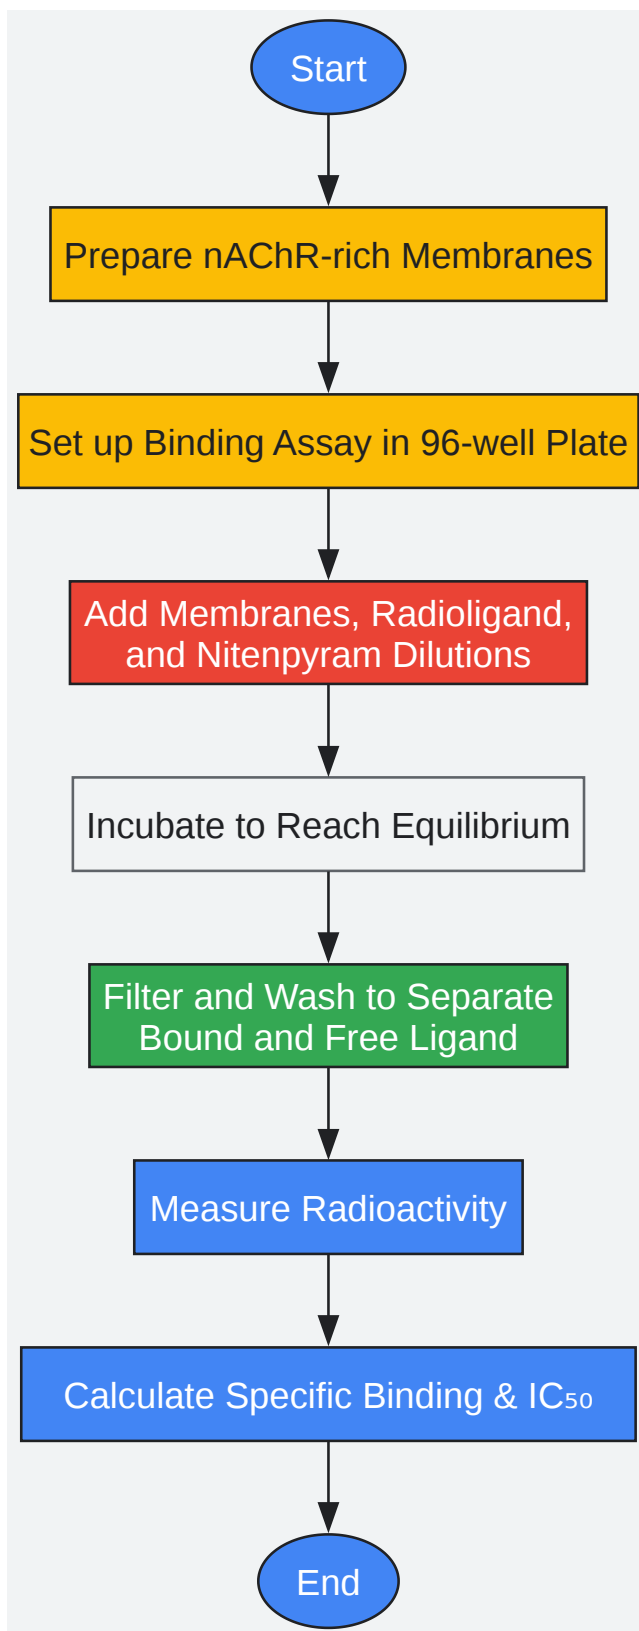 Start
Prepare nAChR-rich Membranes
Set up Binding Assay in 96-well Plate
Add Membranes, Radioligand,
and Nitenpyram Dilutions
Incubate to Reach Equilibrium
Filter and Wash to Separate
Bound and Free Ligand
Measure Radioactivity
Calculate Specific Binding & IC₅₀
End